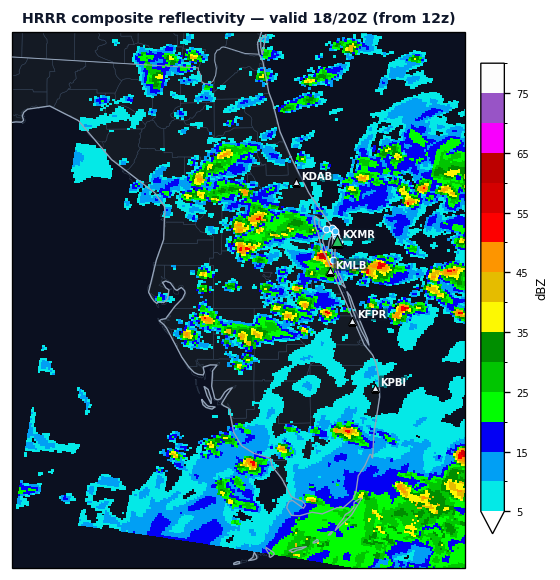 HRRR composite reflectivity — valid 18/20Z (from 12z)
75
KDAB
65
KXMR
55
KMLB
45
dBZ
KFPR
35
KPBI
25
15
5